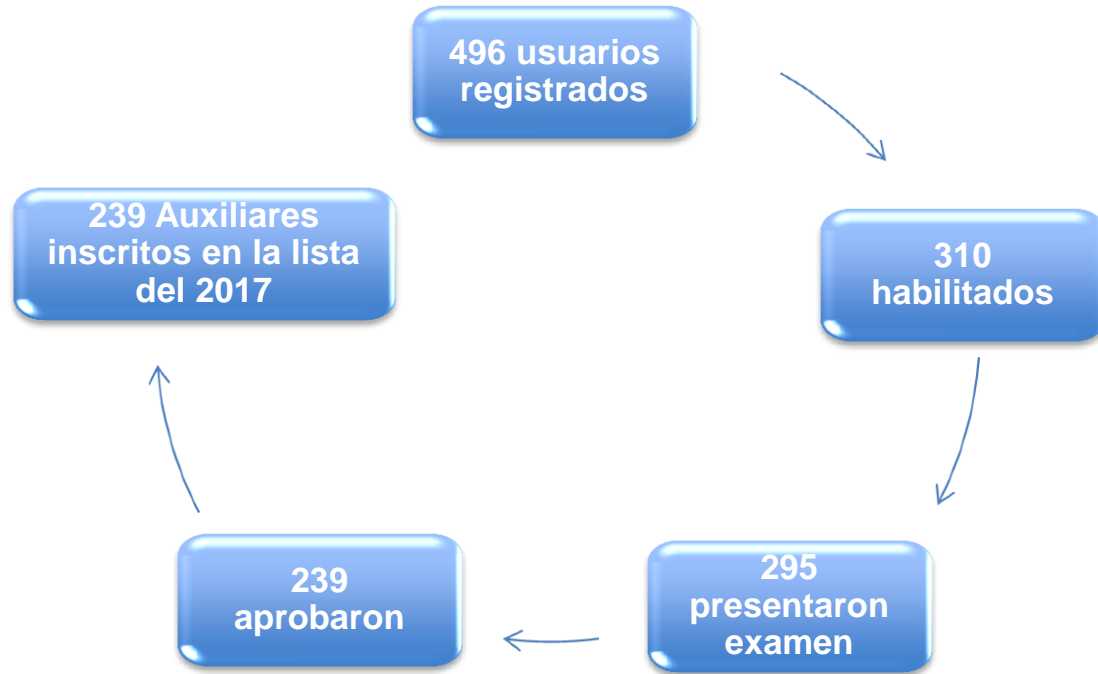 496 usuarios
registrados
310
habilitados
295
presentaron
examen
239
aprobaron
239 Auxiliares
inscritos en la lista
del 2017